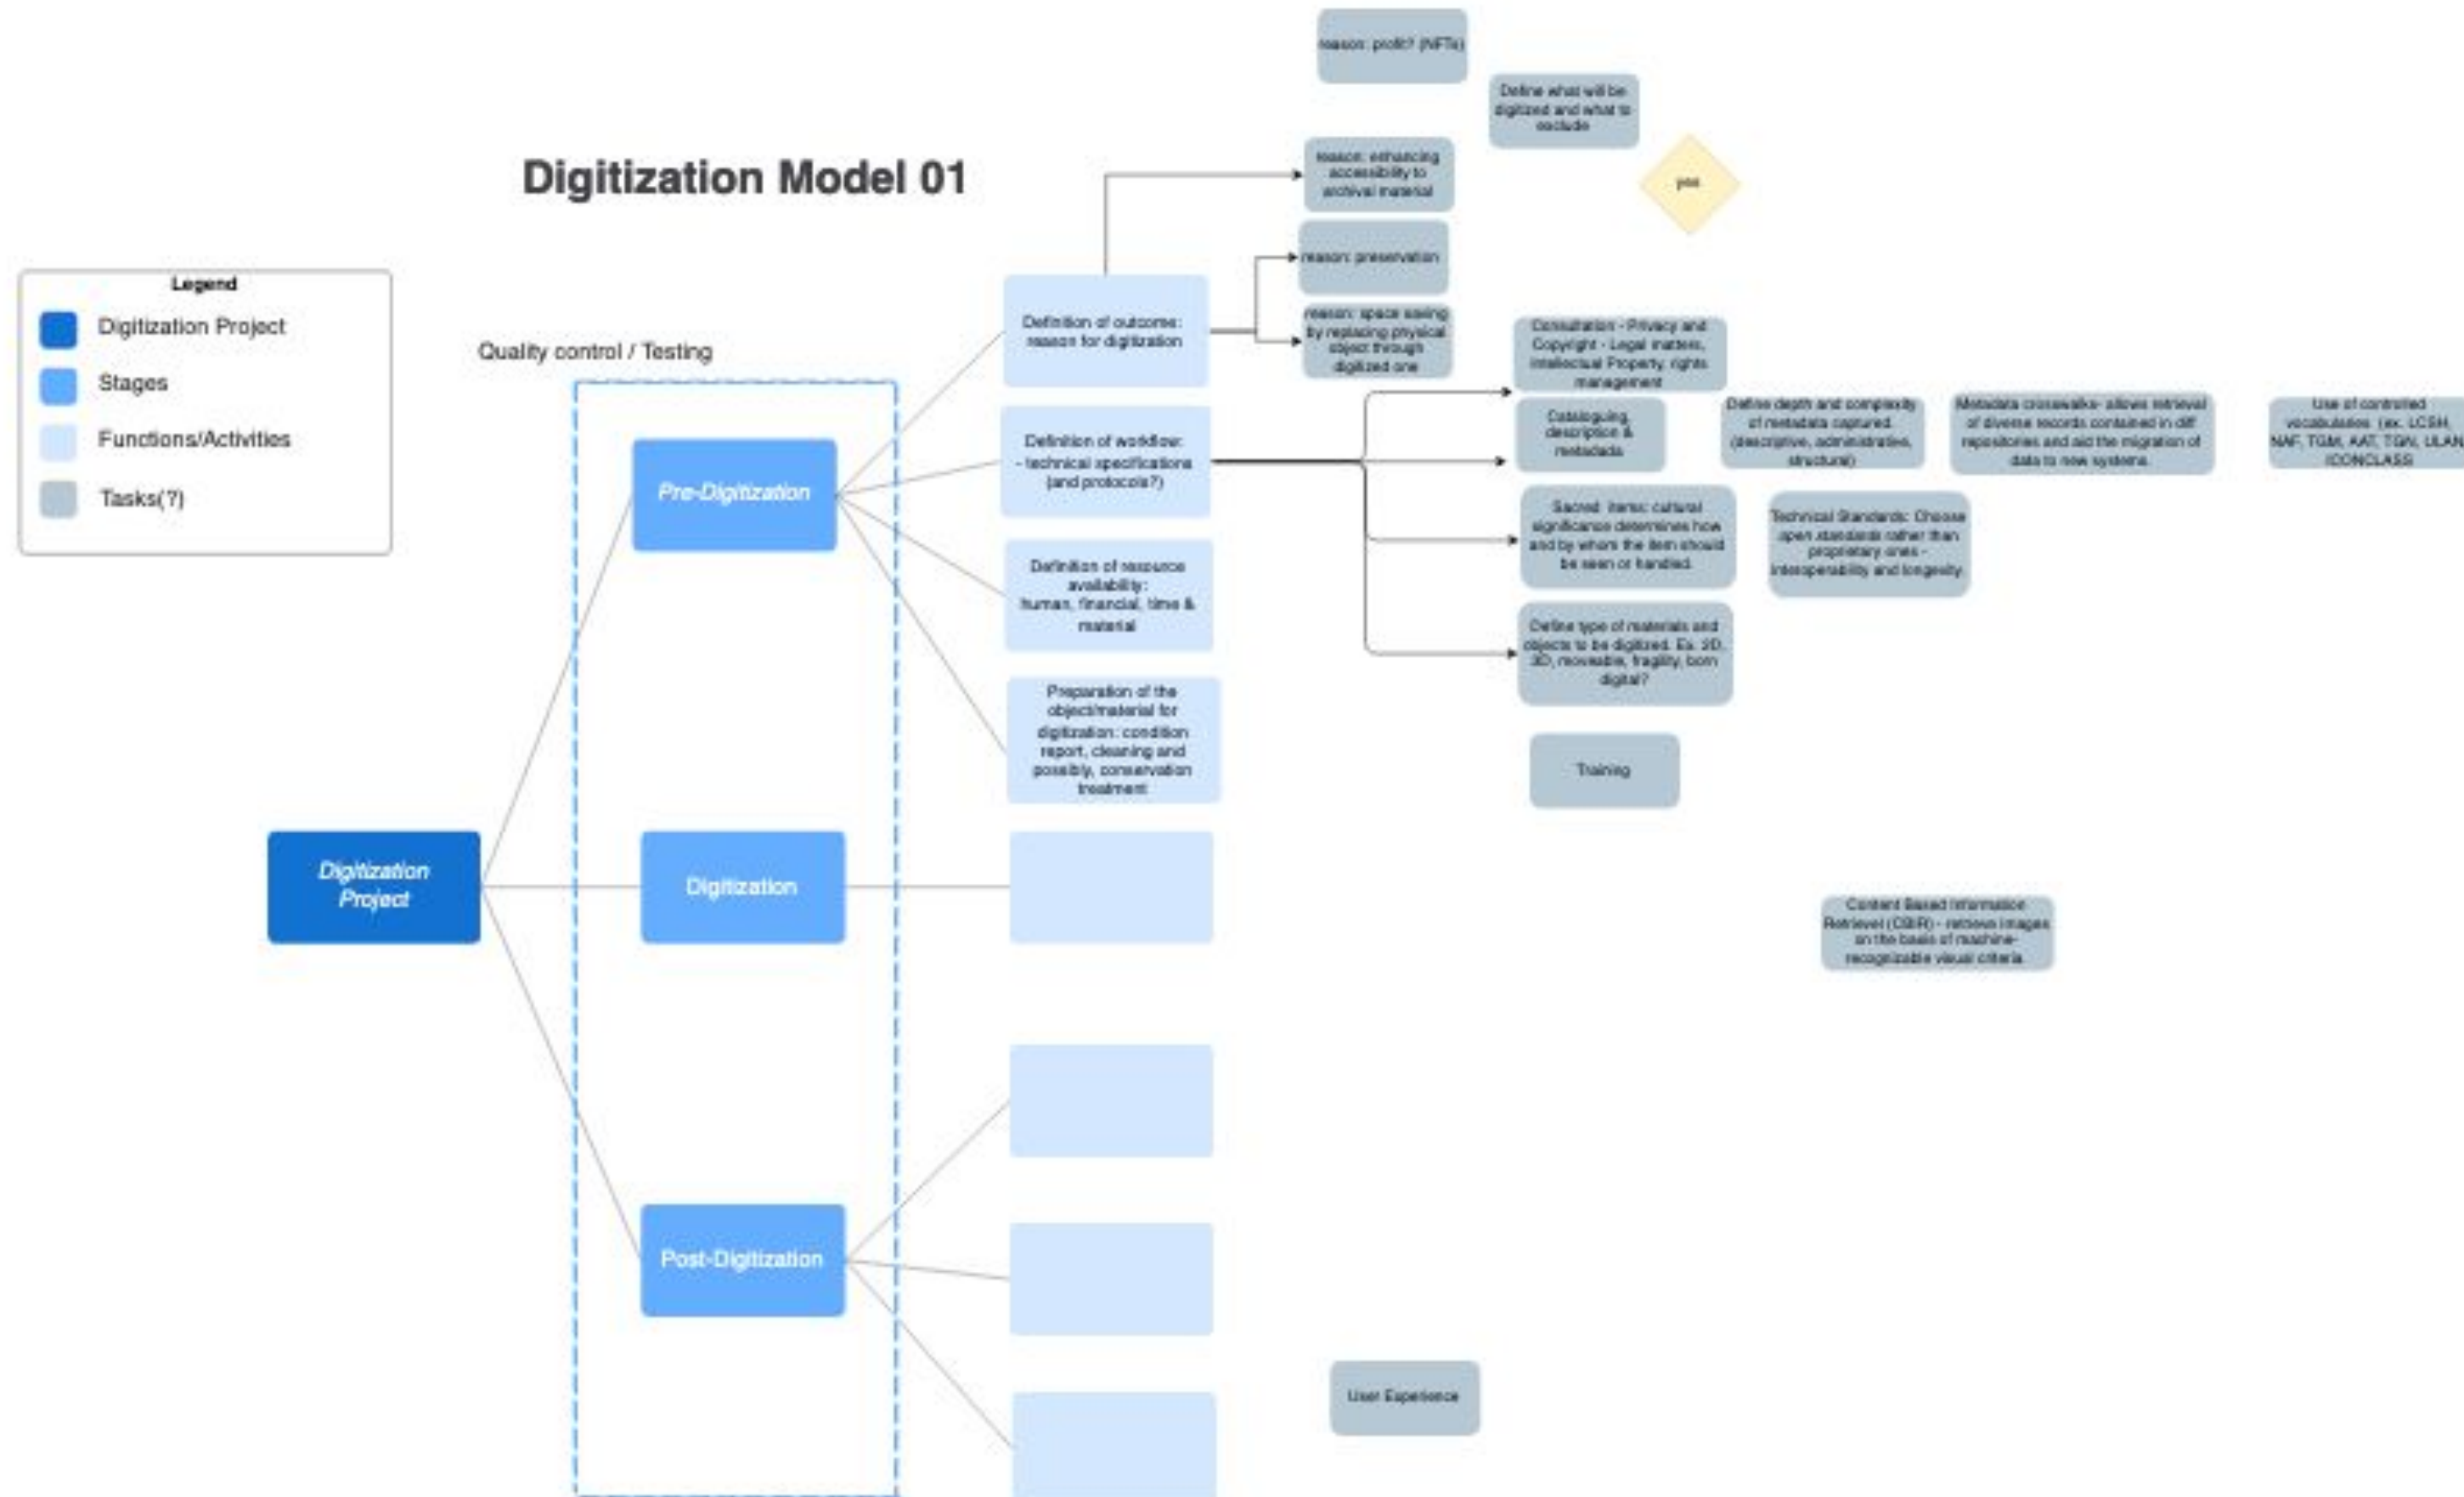 reason: profit? (NFTs)
Define what will be
digitized and what to
exclude
Digitization Model 01
reason: enhancing
accessibility to
archival material
yes
reason: preservation
Legend
Digitization Project
Stages
Functions/Activities
Tasks(?)
Quality control / Testing
Definition of outcome:
reason for digitization
reason: space saving
by replacing physical
object through
digitized one
Consultation - Privacy and
Copyright - Legal matters,
Intellectual Property, rights
management
Pre-Digitization
Definition of workflow:
- technical specifications
(and protocols?)
Cataloguing,
description &
metadata
Define depth and complexity
of metadata captured.
(descriptive, administrative,
structural)
Metadata crosswalks- allows retrieval
of diverse records contained in diff
repositories and aid the migration of
data to new systems.
Use of controlled
vocabularies (ex. LCSH,
NAF, TGM, AAT, TGN, ULAN,
ICONCLASS
Sacred items: cultural
significance determines how
and by whom the item should
be seen or handled.
Technical Standards: Choose
open standards rather than
proprietary ones -
interoperability and longevity.
Definition of resource
availability:
human, financial, time &
material
Define type of materials and
objects to be digitized. Ex. 2D,
3D, moveable, fragility, born
digital?
Preparation of the
object/material for
digitization: condition
report, cleaning and
possibly, conservation
treatment
Training
Digitization
Project
Digitization
Content Based Information
Retrievel (CBIR) - retrieve images
on the basis of machine-
recognizable visual criteria
Post-Digitization
User Experience